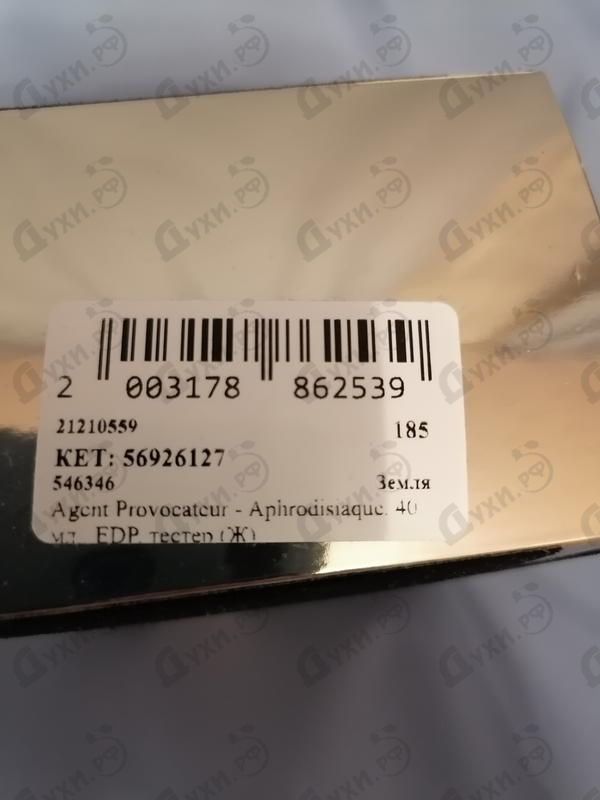 2 003178 862539
21210559 185
КЕТ: 56926127
546346 Земля
Agent Provocateur - Aphrodisiaque. 40
мл., EDP, тестер (Ж)
Духи.рф